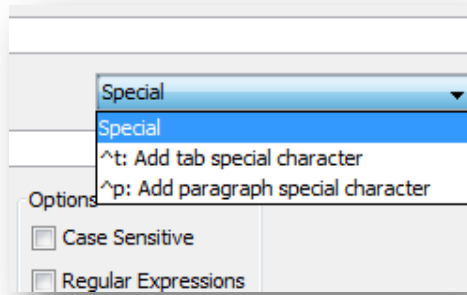 Special
Special
^t: Add tab special character
^p: Add paragraph special character
Options
Case Sensitive
Regular Expressions